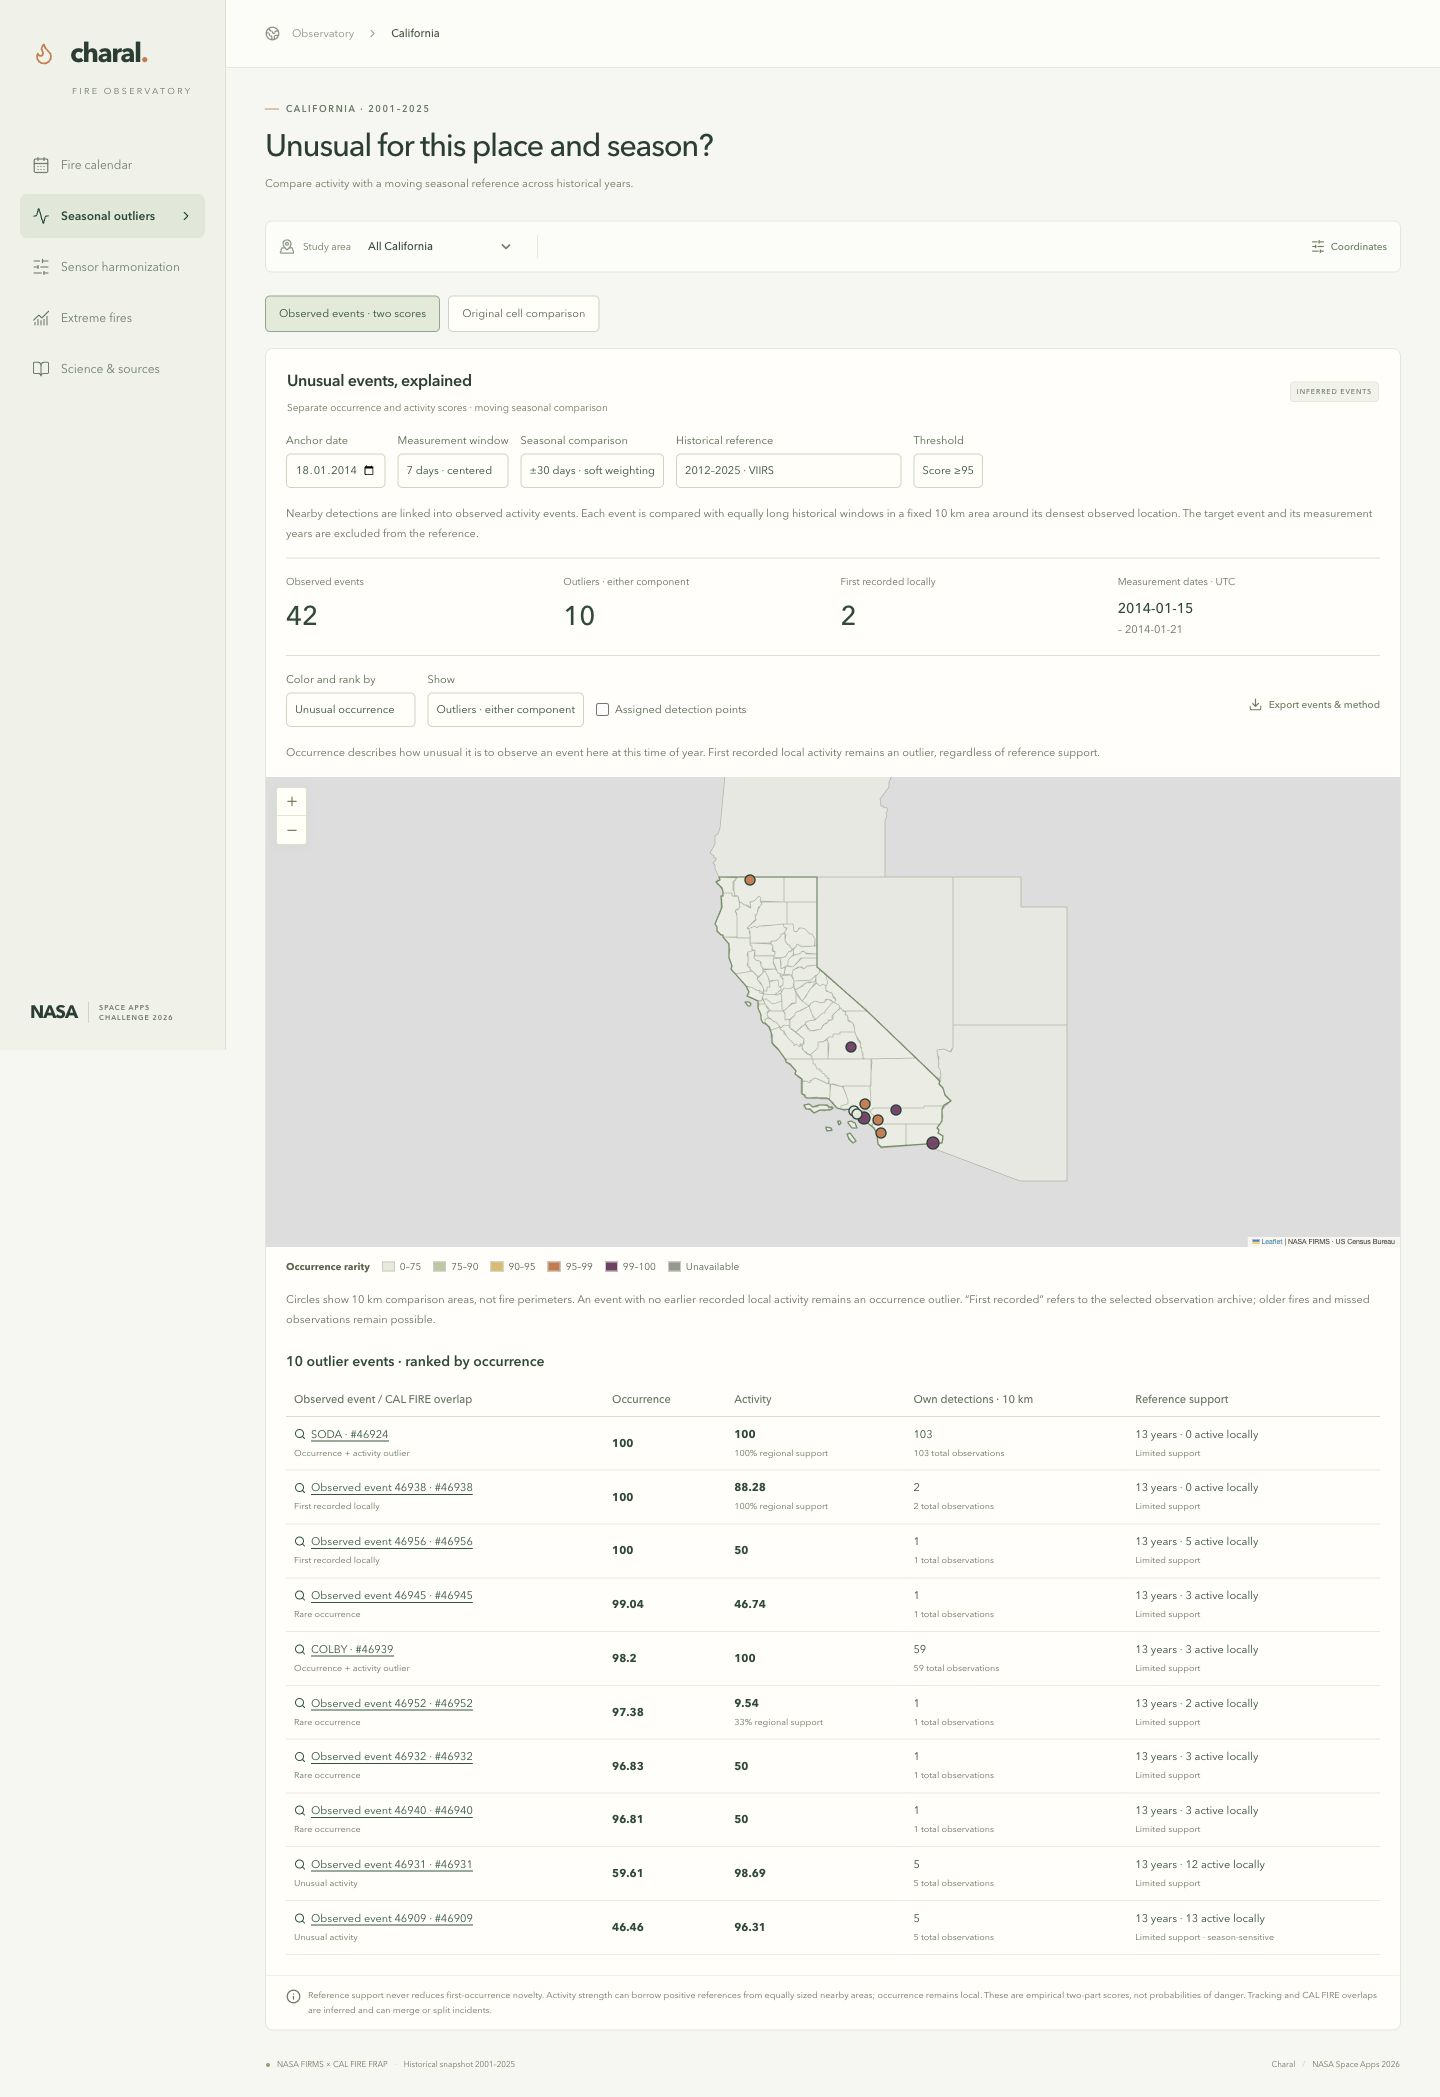 charal.
FIRE OBSERVATORY
Fire calendar
Seasonal outliers
Sensor harmonization
Extreme fires
Science & sources
NASA
SPACE APPS
CHALLENGE 2026
Observatory
California
CALIFORNIA · 2001–2025
Unusual for this place and season?
Compare activity with a moving seasonal reference across historical years.
Study area All California
Coordinates
Observed events · two scores
Original cell comparison
Unusual events, explained
Separate occurrence and activity scores · moving seasonal comparison
INFERRED EVENTS
Anchor date Measurement window Seasonal comparison Historical reference Threshold
18.01.2014 7 days · centered ±30 days · soft weighting 2012–2025 · VIIRS Score ≥95
Nearby detections are linked into observed activity events. Each event is compared with equally long historical windows in a fixed 10 km area around its densest observed location. The target event and its measurement
years are excluded from the reference.
Observed events Outliers · either component First recorded locally Measurement dates · UTC
42 10 2 2014-01-15
– 2014-01-21
Color and rank by Show
Unusual occurrence Outliers · either component Assigned detection points
Export events & method
Occurrence describes how unusual it is to observe an event here at this time of year. First recorded local activity remains an outlier, regardless of reference support.
+
−
Leaflet | NASA FIRMS · US Census Bureau
Occurrence rarity 0–75 75–90 90–95 95–99 99–100 Unavailable
Circles show 10 km comparison areas, not fire perimeters. An event with no earlier recorded local activity remains an occurrence outlier. “First recorded” refers to the selected observation archive; older fires and missed
observations remain possible.
10 outlier events · ranked by occurrence
Observed event / CAL FIRE overlap Occurrence Activity Own detections · 10 km Reference support
SODA · #46924 100 100 103 13 years · 0 active locally
Occurrence + activity outlier 100% regional support 103 total observations Limited support
Observed event 46938 · #46938 100 88.28 2 13 years · 0 active locally
First recorded locally 100% regional support 2 total observations Limited support
Observed event 46956 · #46956 100 50 1 13 years · 5 active locally
First recorded locally 1 total observations Limited support
Observed event 46945 · #46945 99.04 46.74 1 13 years · 3 active locally
Rare occurrence 1 total observations Limited support
COLBY · #46939 98.2 100 59 13 years · 3 active locally
Occurrence + activity outlier 59 total observations Limited support
Observed event 46952 · #46952 97.38 9.54 1 13 years · 2 active locally
Rare occurrence 33% regional support 1 total observations Limited support
Observed event 46932 · #46932 96.83 50 1 13 years · 3 active locally
Rare occurrence 1 total observations Limited support
Observed event 46940 · #46940 96.81 50 1 13 years · 3 active locally
Rare occurrence 1 total observations Limited support
Observed event 46931 · #46931 59.61 98.69 5 13 years · 12 active locally
Unusual activity 5 total observations Limited support
Observed event 46909 · #46909 46.46 96.31 5 13 years · 13 active locally
Unusual activity 5 total observations Limited support · season-sensitive
Reference support never reduces first-occurrence novelty. Activity strength can borrow positive references from equally sized nearby areas; occurrence remains local. These are empirical two-part scores, not probabilities of danger. Tracking and CAL FIRE overlaps
are inferred and can merge or split incidents.
NASA FIRMS × CAL FIRE FRAP · Historical snapshot 2001–2025
Charal / NASA Space Apps 2026